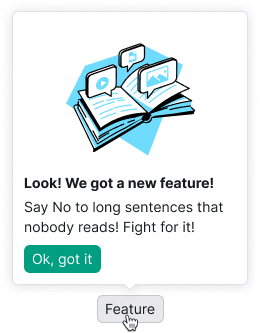 Look! We got a new feature!
Say No to long sentences that
nobody reads! Fight for it!
Ok, got it
Feature